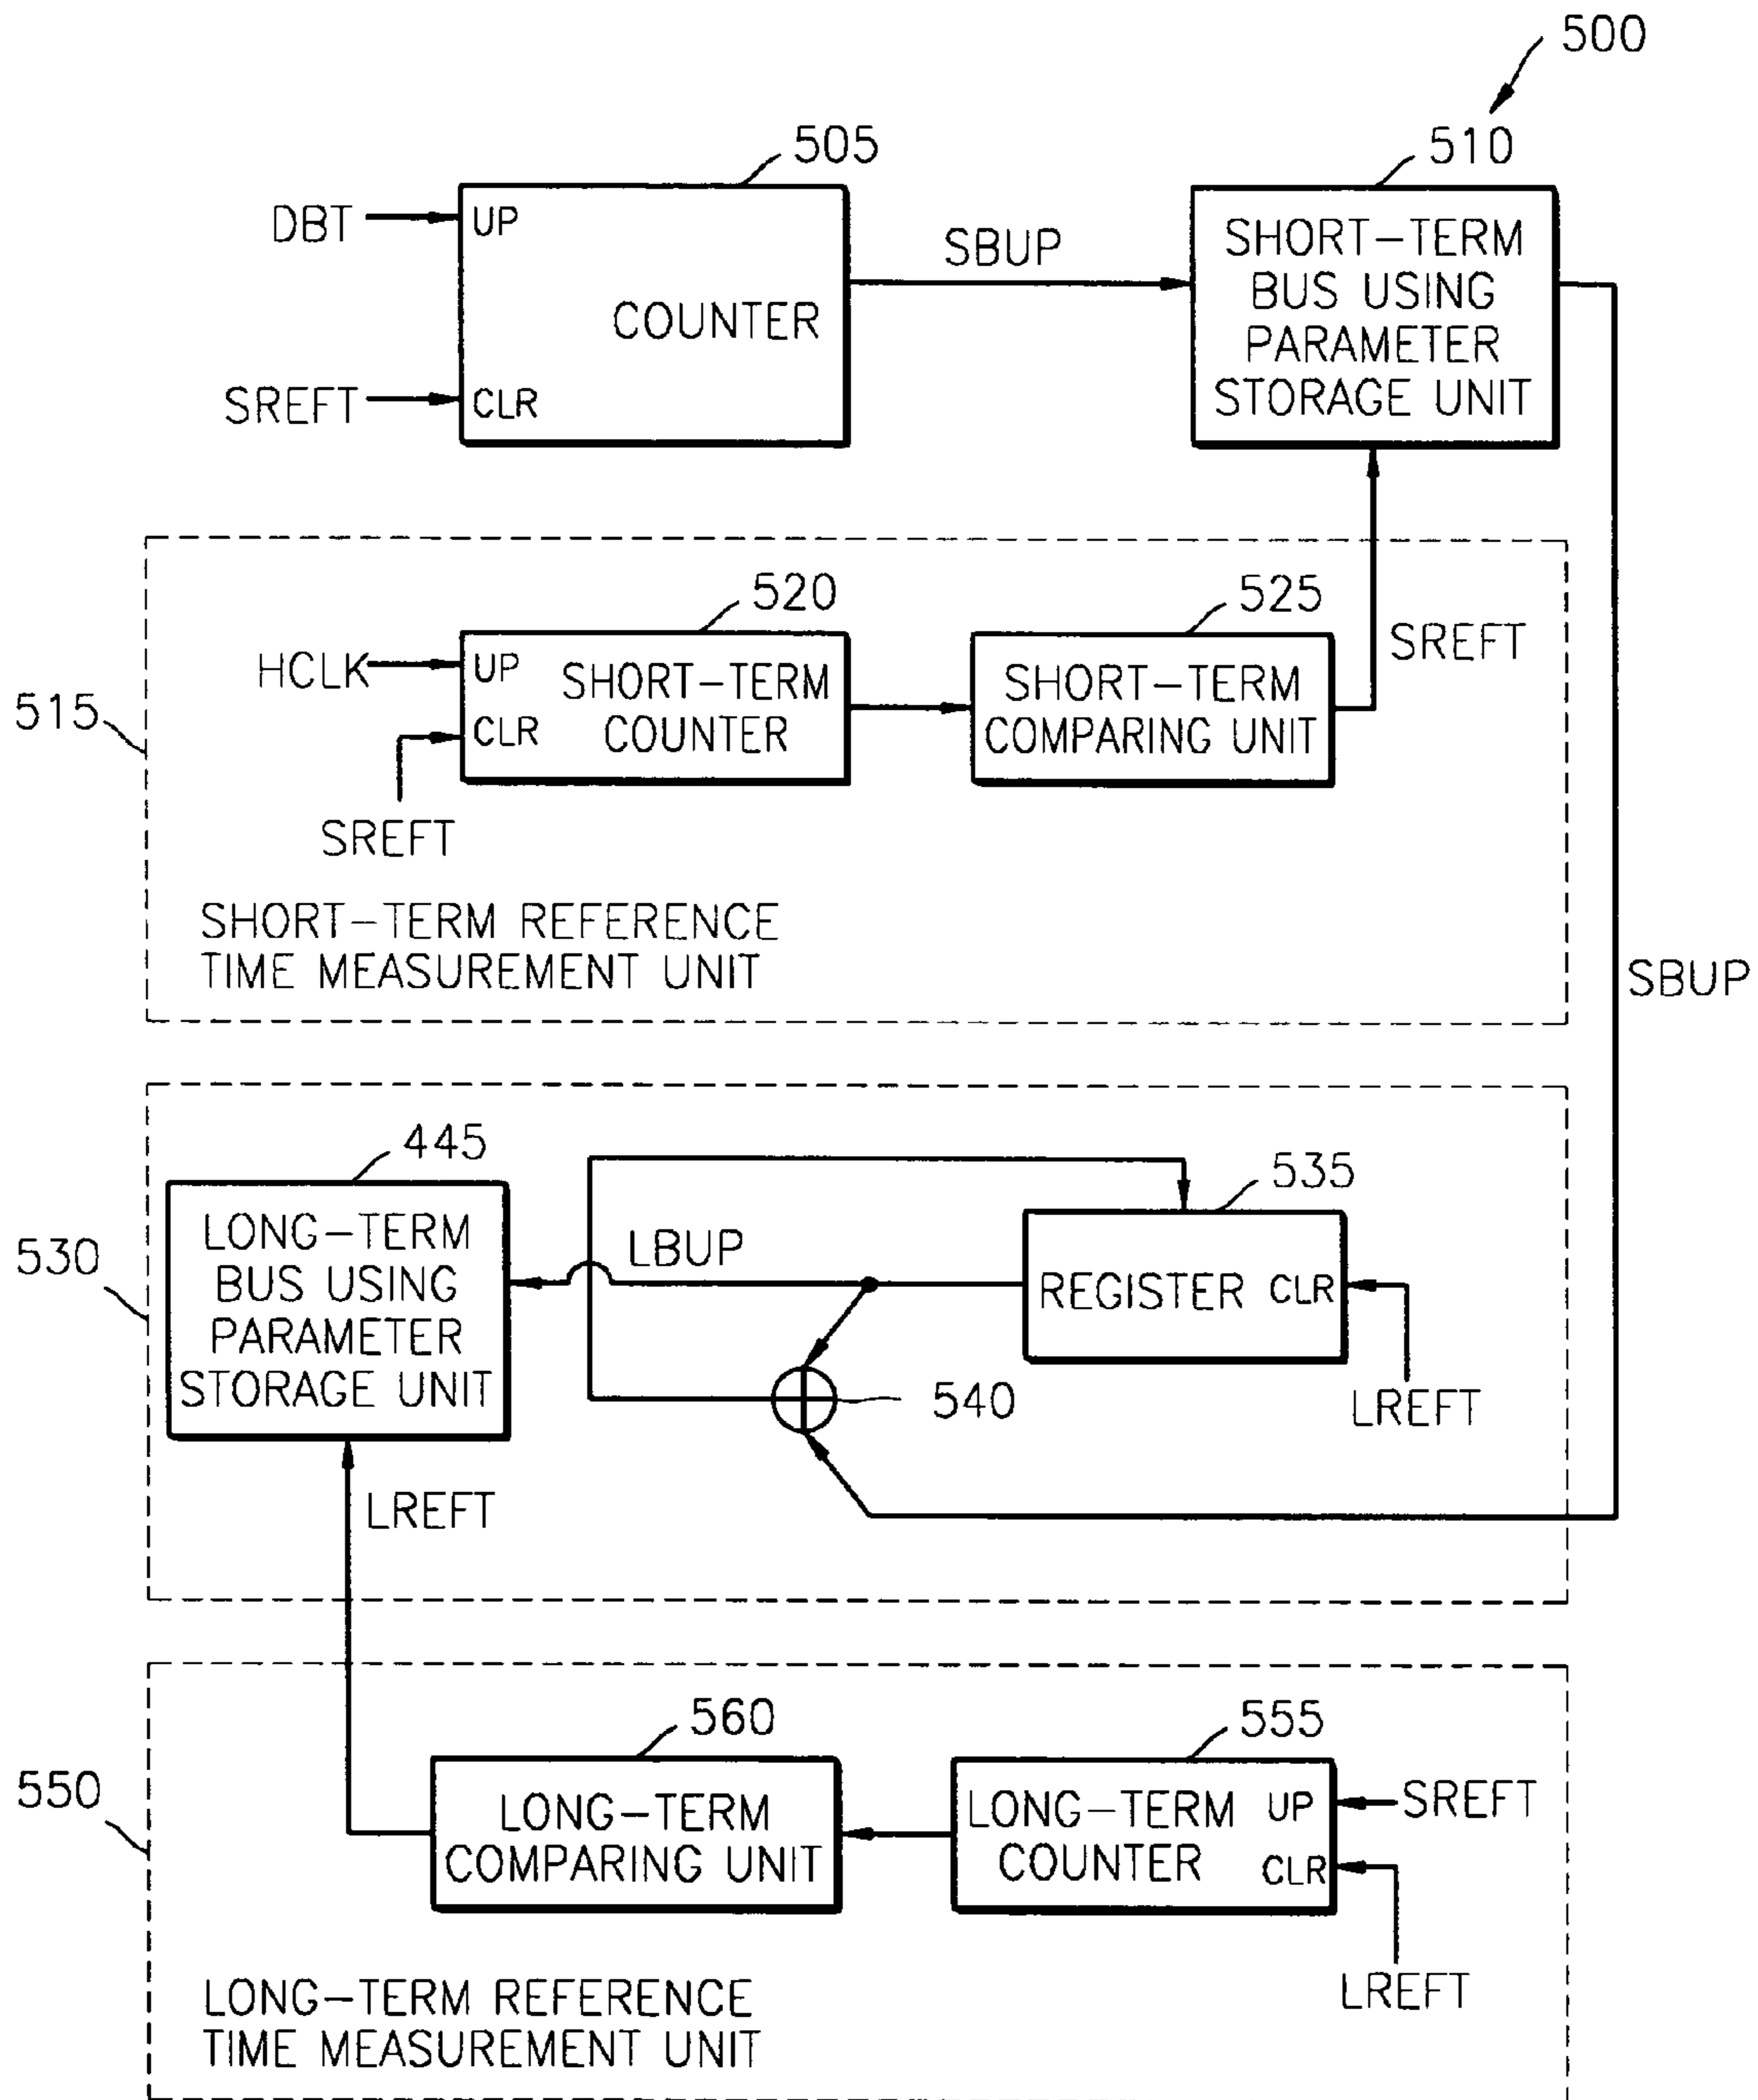 500
505
510
DBT
UP
COUNTER
SREFT
CLR
SBUP
SHORT-TERM
BUS USING
PARAMETER
STORAGE UNIT
515
520
525
HCLK
UP
CLR
SHORT-TERM
COUNTER
SREFT
SHORT-TERM
COMPARING UNIT
SREFT
SHORT-TERM REFERENCE
TIME MEASUREMENT UNIT
SBUP
530
445
LONG-TERM
BUS USING
PARAMETER
STORAGE UNIT
LBUP
535
REGISTER
CLR
540
LREFT
LREFT
550
560
LONG-TERM
COMPARING UNIT
555
LONG-TERM
COUNTER
UP
CLR
SREFT
LREFT
LONG-TERM REFERENCE
TIME MEASUREMENT UNIT